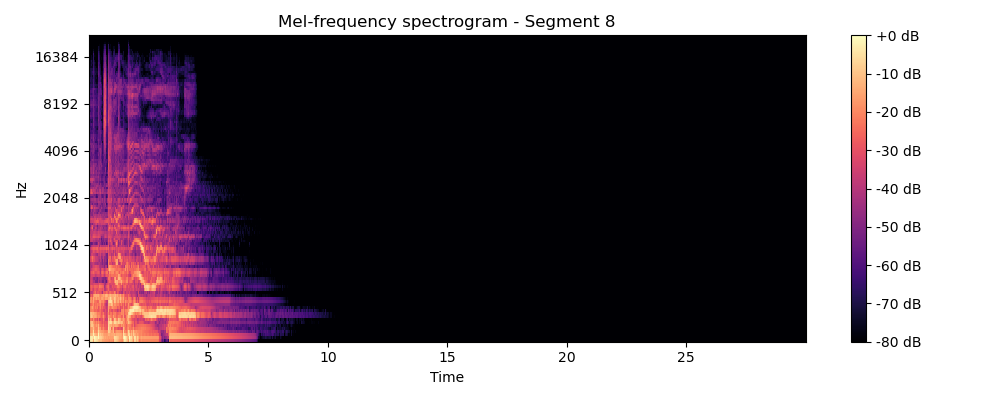 Mel-frequency spectrogram - Segment 8
Hz
16384
8192
4096
2048
1024
512
0
0 5 10 15 20 25
Time
+0 dB
-10 dB
-20 dB
-30 dB
-40 dB
-50 dB
-60 dB
-70 dB
-80 dB